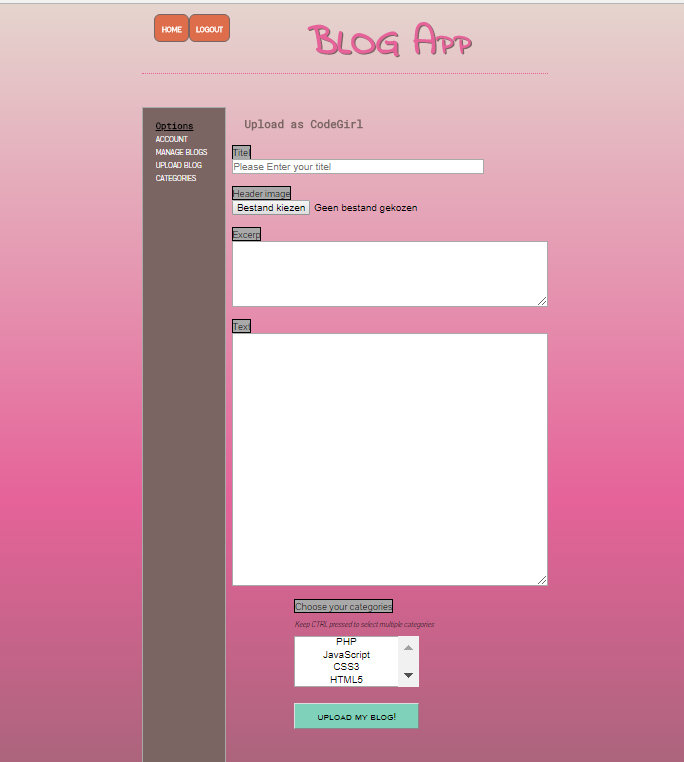 HOME LOGOUT
Blog App
Options
ACCOUNT
MANAGE BLOGS
UPLOAD BLOG
CATEGORIES
Upload as CodeGirl
Titel
Please Enter your titel
Header image
Bestand kiezen Geen bestand gekozen
Excerp
Text
Choose your categories
Keep CTRL pressed to select multiple categories
PHP
JavaScript
CSS3
HTML5
UPLOAD MY BLOG!